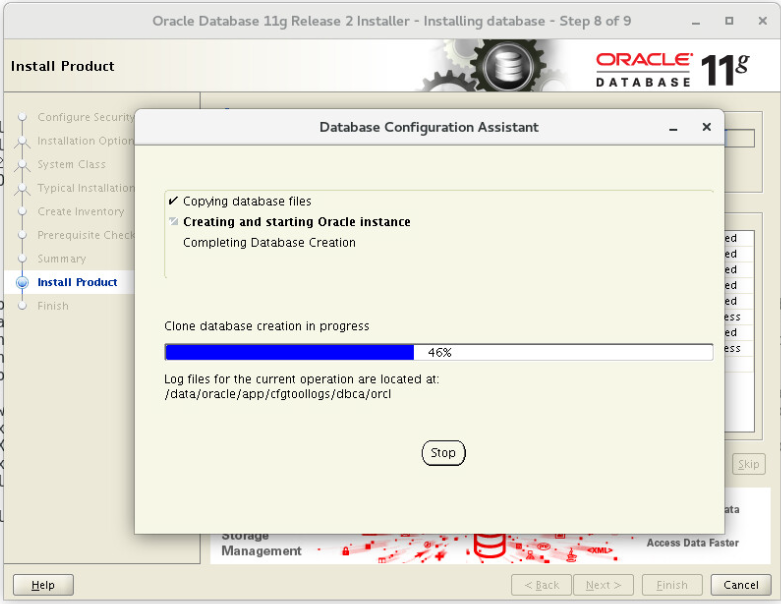 Oracle Database 11g Release 2 Installer - Installing database - Step 8 of 9
Install Product
ORACLE
DATABASE 11g
Configure Security
Installation Option
System Class
Typical Installation
Create Inventory
Prerequisite Check
Summary
Install Product
Finish
Database Configuration Assistant
Copying database files
Creating and starting Oracle instance
Completing Database Creation
Clone database creation in progress
46%
Log files for the current operation are located at:
/data/oracle/app/cfgtoollogs/dbca/orcl
Stop
ed
ed
ed
ed
ed
ess
ed
ess
Skip
ata
Storage
Management
<XML>
Access Data Faster
Help
< Back
Next >
Finish
Cancel